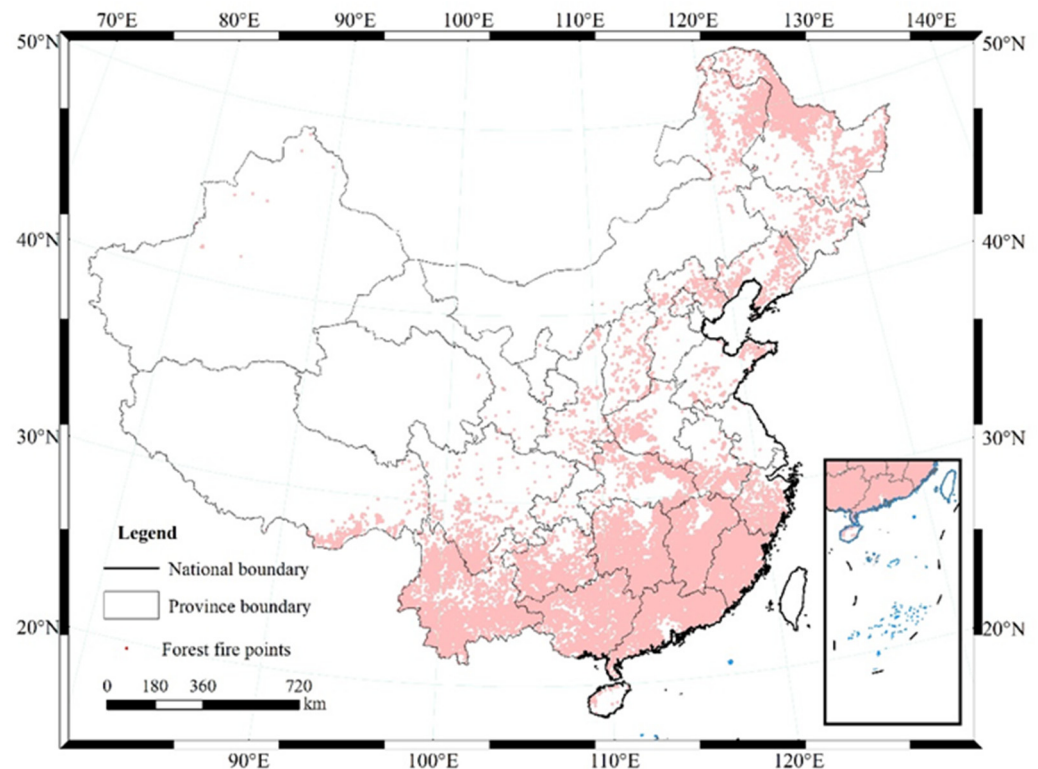 70°E 80°E 90°E 100°E 110°E 120°E 130°E 140°E
50°N 50°N
40°N 40°N
30°N 30°N
Legend
National boundary
Province boundary
20°N 20°N
Forest fire points
0 180 360 720
km
90°E 100°E 110°E 120°E